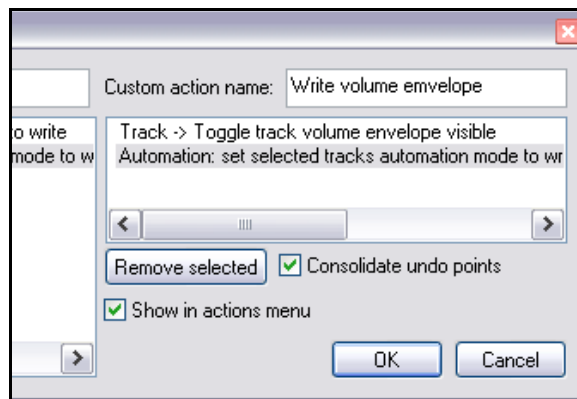 Custom action name: Write volume emvelope
to write
mode to w
Track -> Toggle track volume envelope visible
Automation: set selected tracks automation mode to wr
Remove selected Consolidate undo points
Show in actions menu
OK Cancel